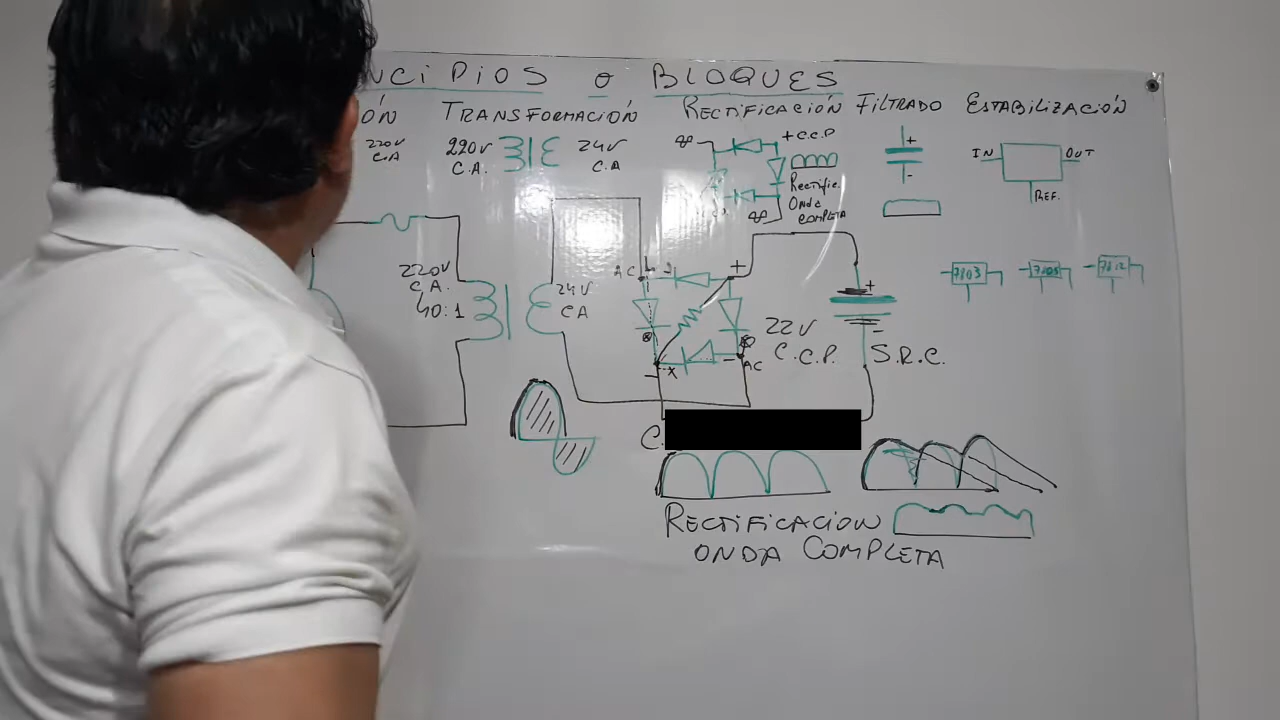 NCIPIOS o BLOQUES
ÓN TRANSFORMACIÓN RECTIFICACIÓN FILTRADO ESTABILIZACIÓN
220V
C.A
220V
C.A.
24V
C.A
+C.C.P
Rectific.
Onda
COMPLETA
+
-
IN OUT
REF.
220V
C.A.
40:1
24V
CA
AC
+
-
X
AC
22V
C.C.P.
+
-
S.R.C.
7803 7805 7812
C.
RECTIFICACION
ONDA COMPLETA